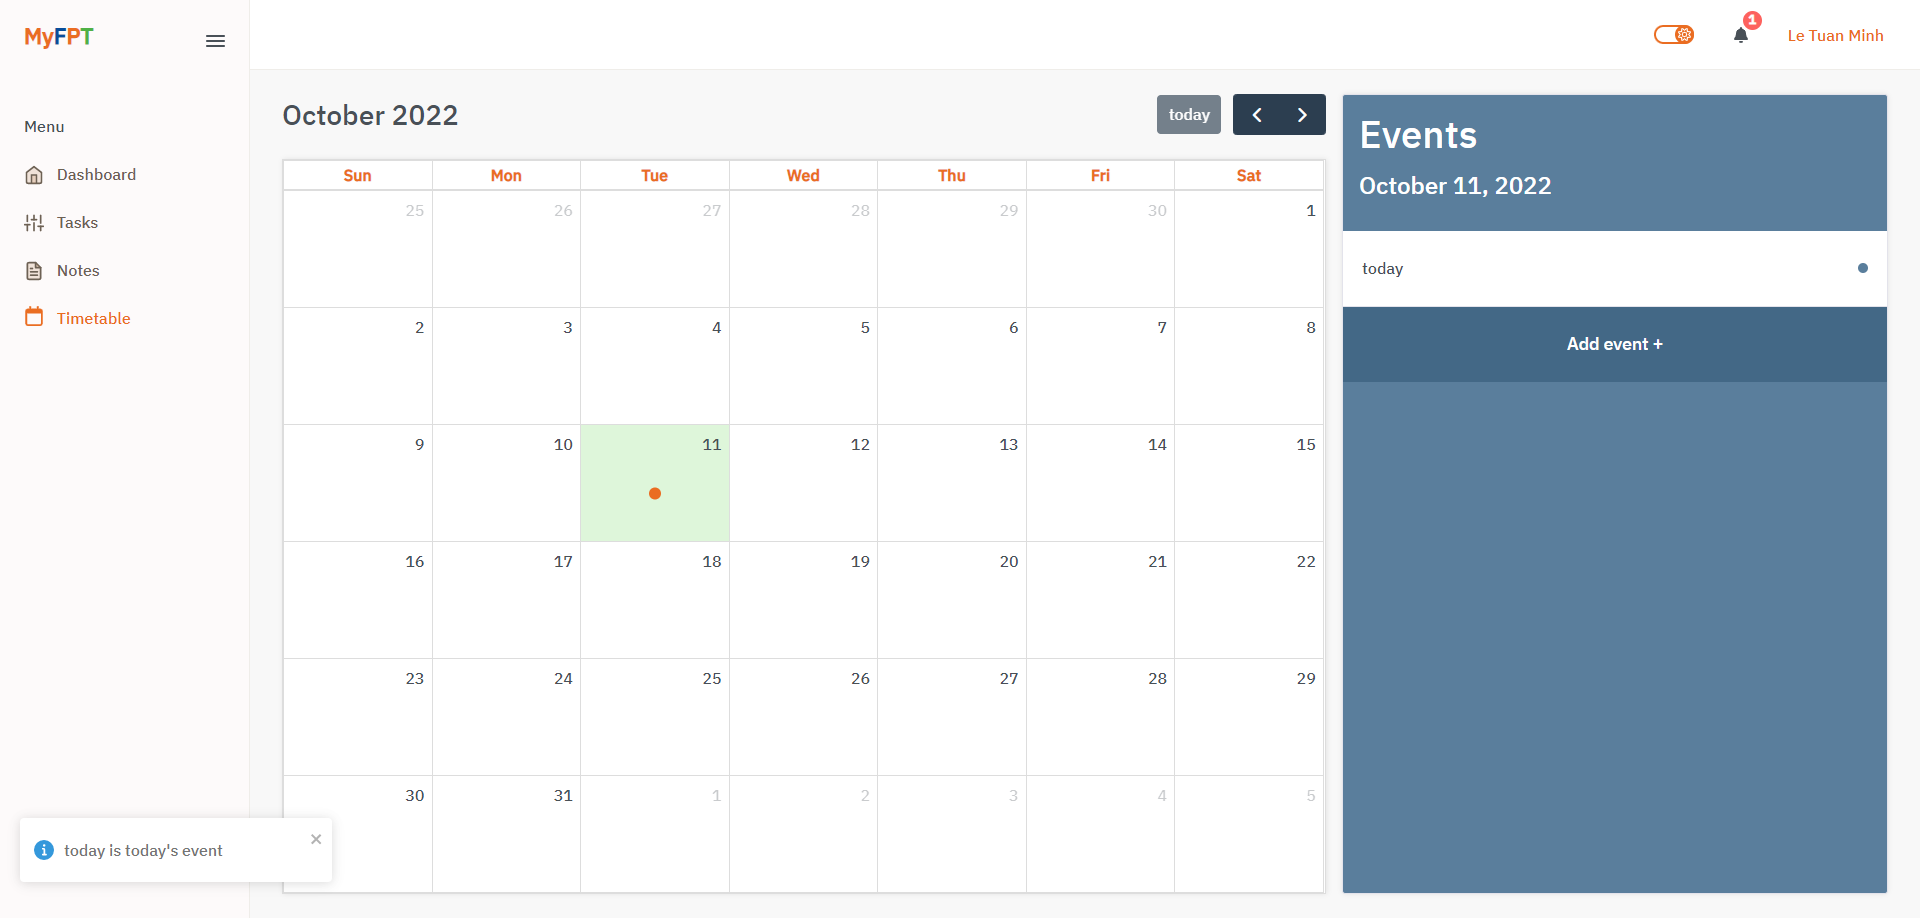 MyFPT
Menu
Dashboard
Tasks
Notes
Timetable
1
Le Tuan Minh
October 2022
today
Sun Mon Tue Wed Thu Fri Sat
25 26 27 28 29 30 1
2 3 4 5 6 7 8
9 10 11 12 13 14 15
16 17 18 19 20 21 22
23 24 25 26 27 28 29
30 31 1 2 3 4 5
Events
October 11, 2022
today
Add event +
today is today's event